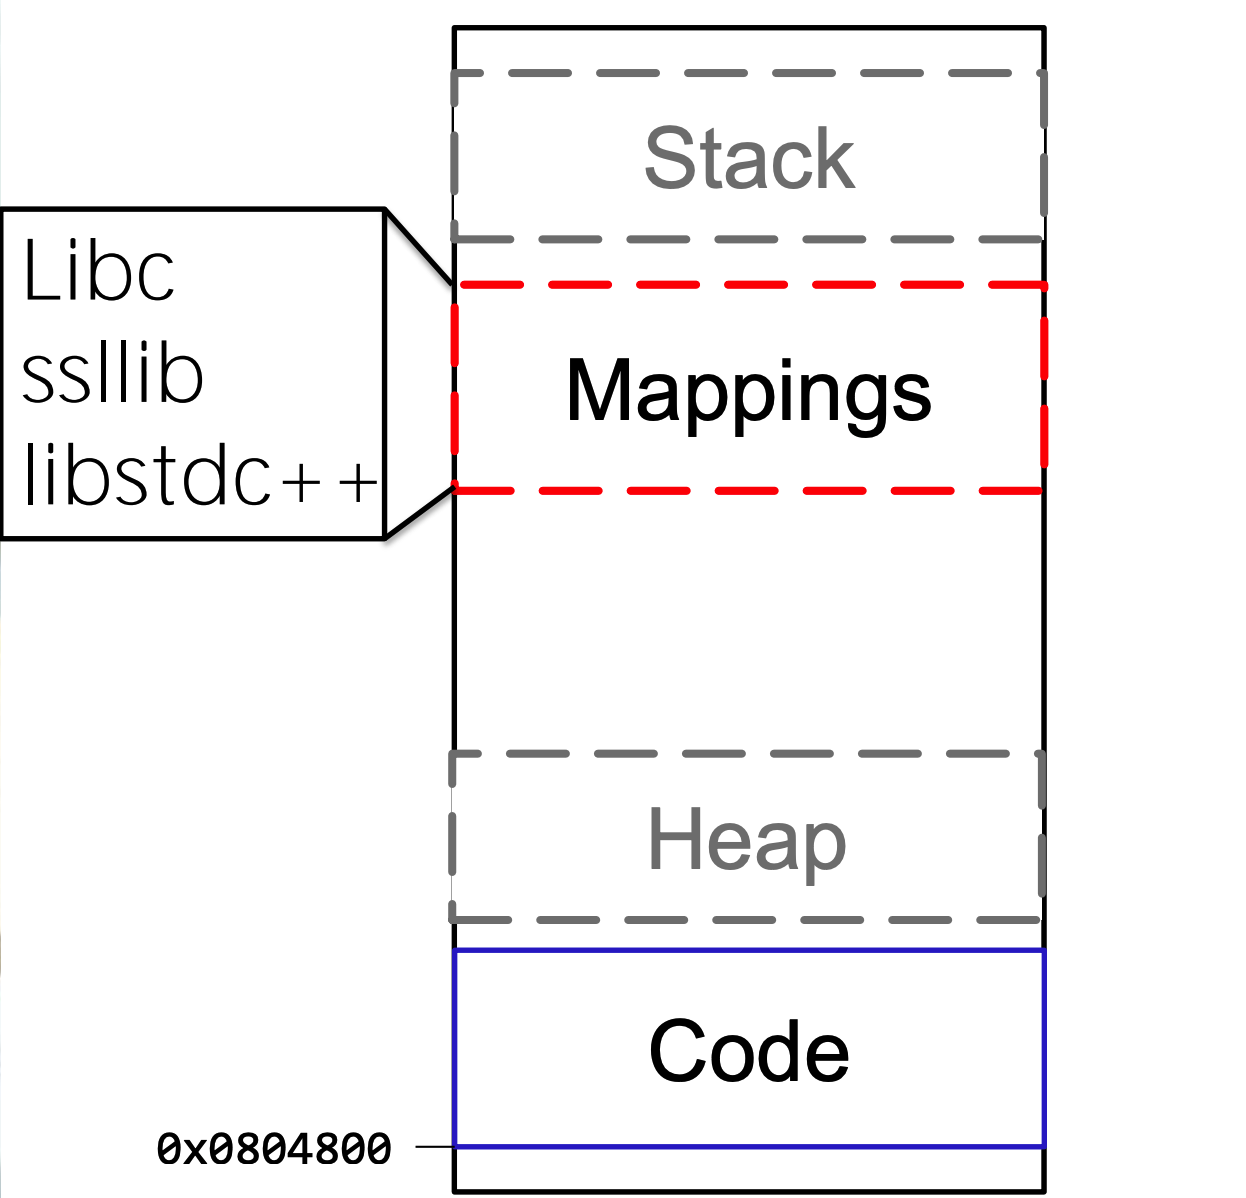 Stack
Libc
ssllib
libstdc++
Mappings
Heap
Code
0x0804800